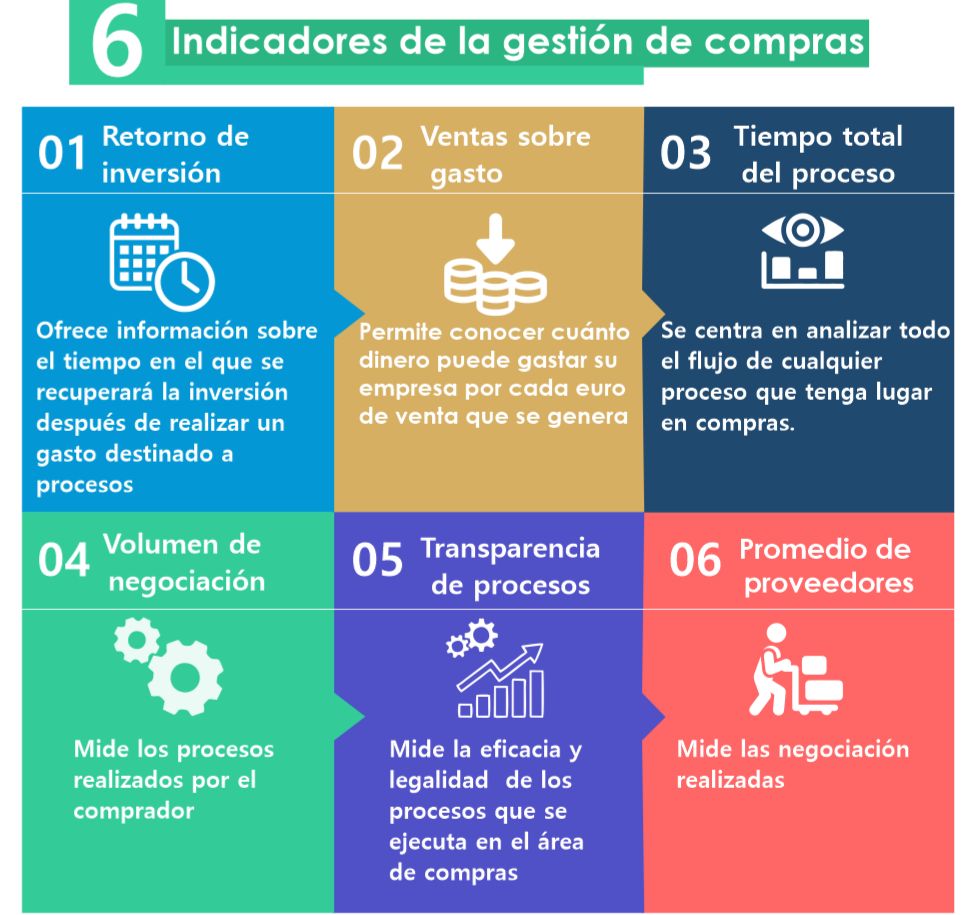 6
Indicadores de la gestión de compras
01
Retorno de
inversión
Ofrece información sobre
el tiempo en el que se
recuperará la inversión
después de realizar un
gasto destinado a
procesos
02
Ventas sobre
gasto
Permite conocer cuánto
dinero puede gastar su
empresa por cada euro
de venta que se genera
03
Tiempo total
del proceso
Se centra en analizar todo
el flujo de cualquier
proceso que tenga lugar
en compras.
04
Volumen de
negociación
Mide los procesos
realizados por el
comprador
05
Transparencia
de procesos
Mide la eficacia y
legalidad de los
procesos que se
ejecuta en el área
de compras
06
Promedio de
proveedores
Mide las negociación
realizadas